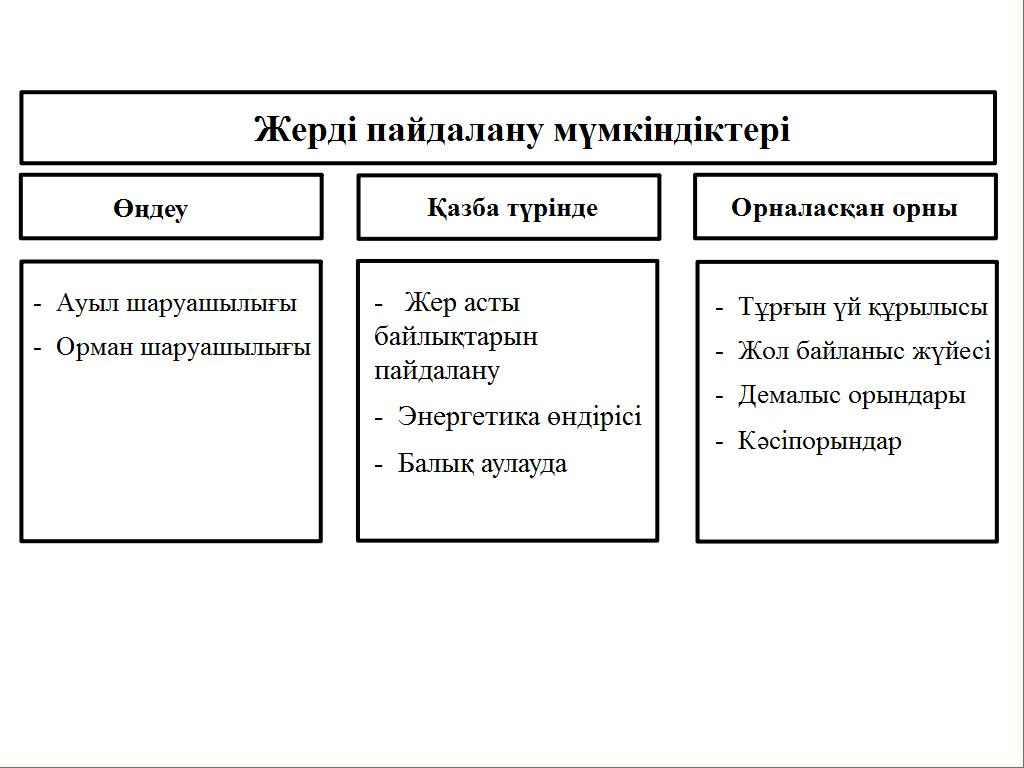 Жерді пайдалану мүмкіндіктері
Өңдеу
Қазба түрінде
Орналасқан орны
- Ауыл шаруашылығы
- Орман шаруашылығы
- Жер асты
байлықтарын
пайдалану
- Энергетика өндірісі
- Балық аулауда
- Тұрғын үй құрылысы
- Жол байланыс жүйесі
- Демалыс орындары
- Кәсіпорындар